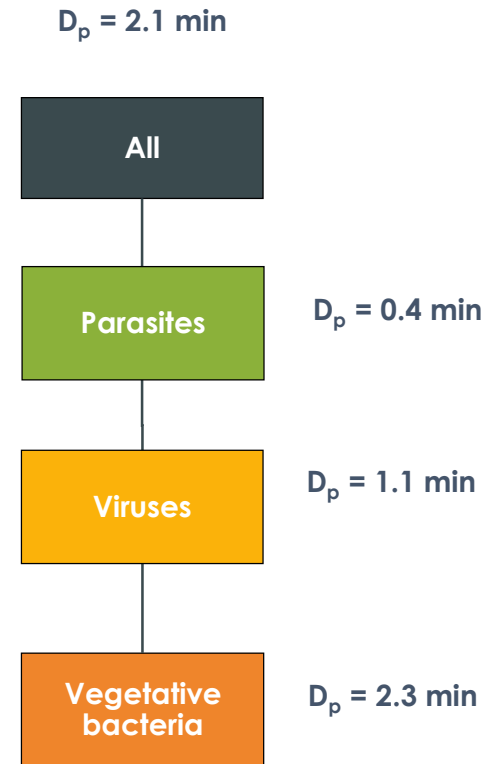 Dp = 2.1 min
All
Parasites
Dp = 0.4 min
Viruses
Dp = 1.1 min
Vegetative
bacteria
Dp = 2.3 min